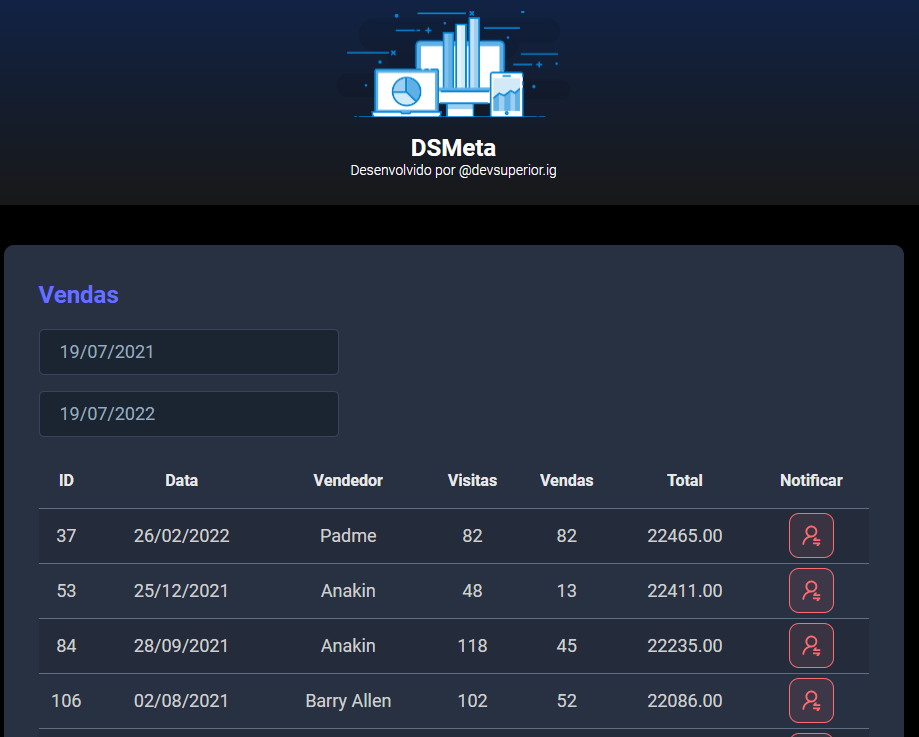 DSMeta
Desenvolvido por @devsuperior.ig
Vendas
19/07/2021
19/07/2022
ID Data Vendedor Visitas Vendas Total Notificar
37 26/02/2022 Padme 82 82 22465.00
53 25/12/2021 Anakin 48 13 22411.00
84 28/09/2021 Anakin 118 45 22235.00
106 02/08/2021 Barry Allen 102 52 22086.00